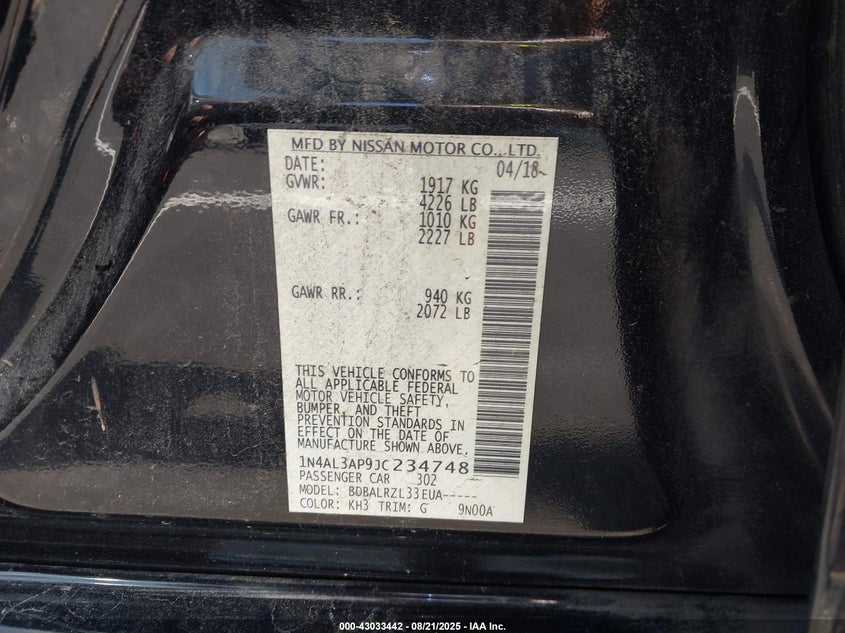 MFD BY NISSAN MOTOR CO., LTD.
DATE: 04/18
GVWR: 1917 KG
4226 LB
GAWR FR.: 1010 KG
2227 LB
GAWR RR.: 940 KG
2072 LB
THIS VEHICLE CONFORMS TO
ALL APPLICABLE FEDERAL
MOTOR VEHICLE SAFETY,
BUMPER, AND THEFT
PREVENTION STANDARDS IN
EFFECT ON THE DATE OF
MANUFACTURE SHOWN ABOVE.
1N4AL3AP9JC234748
PASSENGER CAR 302
MODEL: BDBALRZL33EUA-----
COLOR: KH3 TRIM: G 9N00A
000-43033442 - 08/21/2025 - IAA Inc.